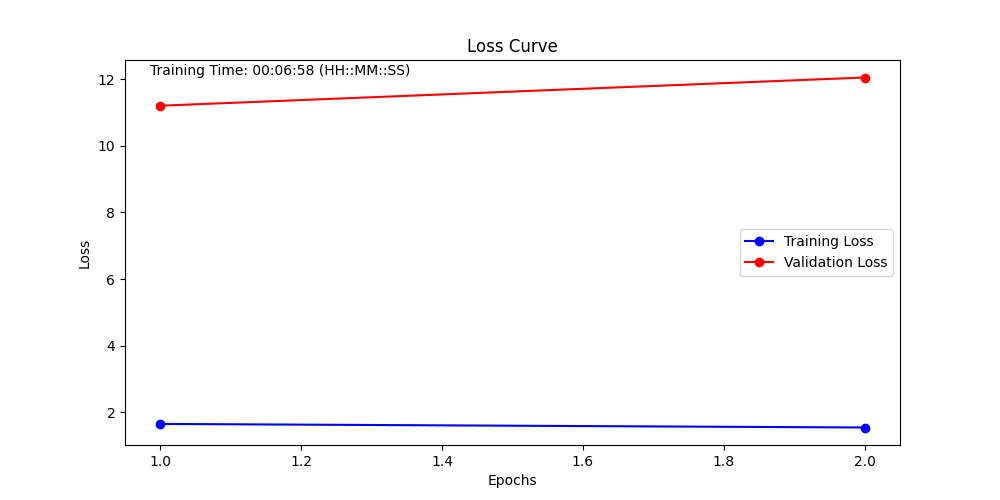 Loss Curve
Training Time: 00:06:58 (HH::MM::SS)
12
10
8
6
4
2
Loss
Training Loss
Validation Loss
1.0 1.2 1.4 1.6 1.8 2.0
Epochs